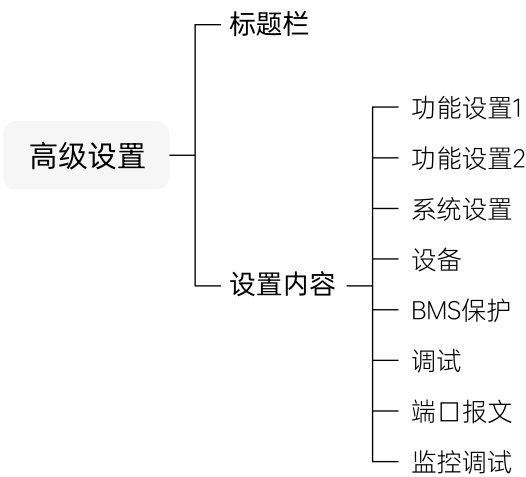 标题栏
高级设置
设置内容
功能设置1
功能设置2
系统设置
设备
BMS保护
调试
端口报文
监控调试